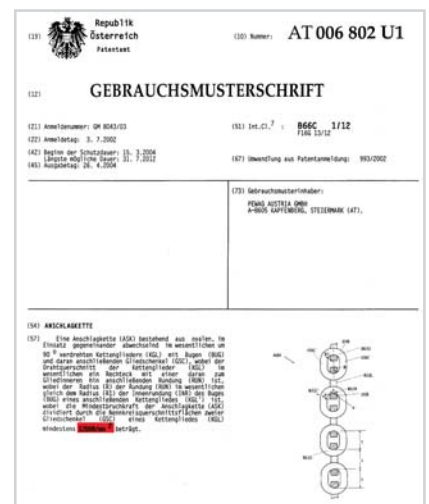 (19)
Republik
Österreich
Patentamt
(10) Nummer: AT 006 802 U1
(12) GEBRAUCHSMUSTERSCHRIFT
(21) Anmeldenummer: GM 8043/03
(22) Anmeldetag: 3. 7.2002
(42) Beginn der Schutzdauer: 15. 3.2004
Längste mögliche Dauer: 31. 7.2012
(45) Ausgabetag: 26. 4.2004
(51) Int.Cl.7 : B66C 1/12
F16G 13/12
(67) Umwandlung aus Patentanmeldung: 993/2002
(73) Gebrauchsmusterinhaber:
PEWAG AUSTRIA GMBH
A-8605 KAPFENBERG, STEIERMARK (AT).
(54) ANSCHLAGKETTE
(57) Eine Anschlagkette (ASK) bestehend aus ovalen, im
Einsatz gegeneinander abwechselnd im wesentlichen um
90 ° verdrehten Kettengliedern (KGL) mit Bugen (BUG)
und daran anschließenden Gliedschenkel (GSC), wobei der
Drahtquerschnitt der Kettenglieder (KGL) im
wesentlichen ein Rechteck mit einer daran zum
Gliedinneren hin anschließenden Rundung (RUN) ist,
wobei der Radius (R) der Rundung (RUN) im wesentlichen
gleich dem Radius (RI) der Innenrundung (INR) des Buges
(BUG) eines anschließenden Kettengliedes (KGL') ist,
wobei die Mindestbruchkraft der Anschlagkette (ASK)
dividiert durch die Nennkreisquerschnittsflächen zweier
Gliedschenkel (GSC) eines Kettengliedes (KGL)
mindestens beträgt.